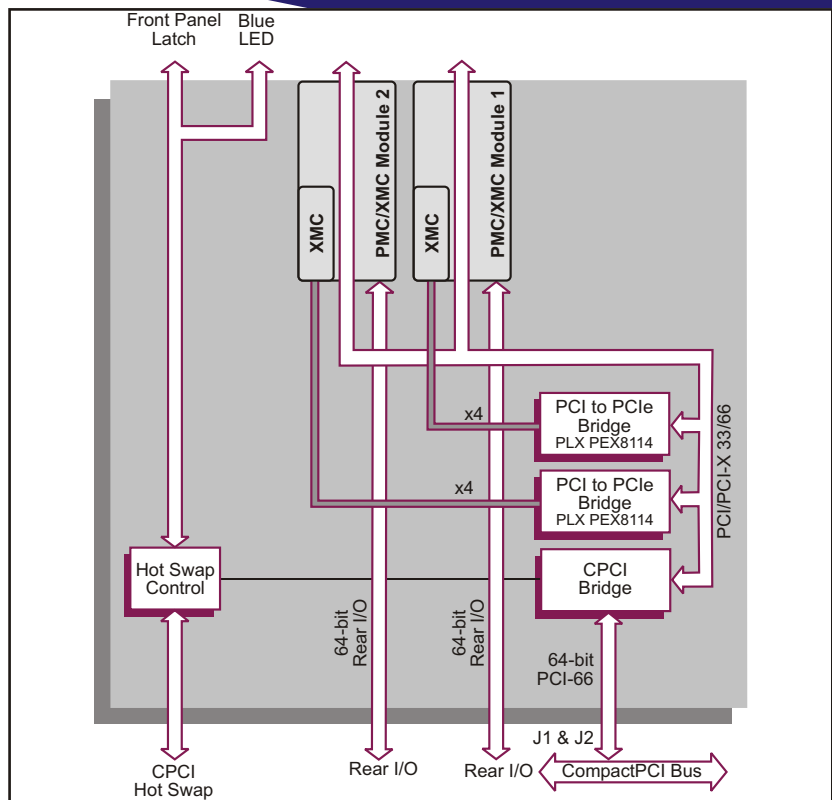 Front Panel
Latch
Blue
LED
PMC/XMC Module 2
XMC
PMC/XMC Module 1
XMC
x4
PCI to PCIe
Bridge
PLX PEX8114
x4
PCI to PCIe
Bridge
PLX PEX8114
PCI/PCI-X 33/66
Hot Swap
Control
CPCI
Bridge
64-bit
Rear I/O
64-bit
Rear I/O
64-bit
PCI-66
J1 & J2
CPCI
Hot Swap
Rear I/O
Rear I/O
CompactPCI Bus